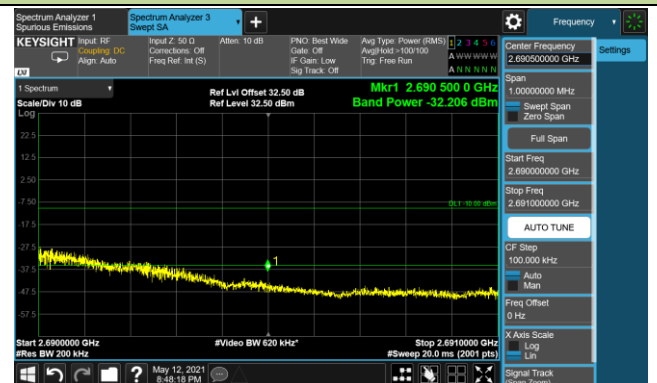 Spectrum Analyzer 1
Spurious Emissions
Spectrum Analyzer 3
Swept SA
Frequency
KEYSIGHT
Input: RF
Coupling: DC
Align: Auto
Input Z: 50 Ω
Corrections: Off
Freq Ref: Int (S)
Atten: 10 dB
PNO: Best Wide
Gate: Off
IF Gain: Low
Sig Track: Off
Avg Type: Power (RMS)
Avg|Hold:>100/100
Trig: Free Run
1 2 3 4 5 6
A W W W W W
A N N N N N
LXI
Center Frequency
2.690500000 GHz
Settings
1 Spectrum
Scale/Div 10 dB
Log
Ref Lvl Offset 32.50 dB
Ref Level 32.50 dBm
Mkr1 2.690 500 0 GHz
Band Power -32.206 dBm
Span
1.00000000 MHz
Swept Span
Zero Span
Full Span
Start Freq
2.690000000 GHz
Stop Freq
2.691000000 GHz
AUTO TUNE
CF Step
100.000 kHz
Auto
Man
Freq Offset
0 Hz
X Axis Scale
Log
Lin
Signal Track
(Span Zoom)
22.5
12.5
2.50
-7.50
-17.5
-27.5
-37.5
-47.5
-57.5
DL1 -10.00 dBm
1
Start 2.6900000 GHz
#Res BW 200 kHz
#Video BW 620 kHz*
Stop 2.6910000 GHz
#Sweep 20.0 ms (2001 pts)
May 12, 2021
8:48:18 PM